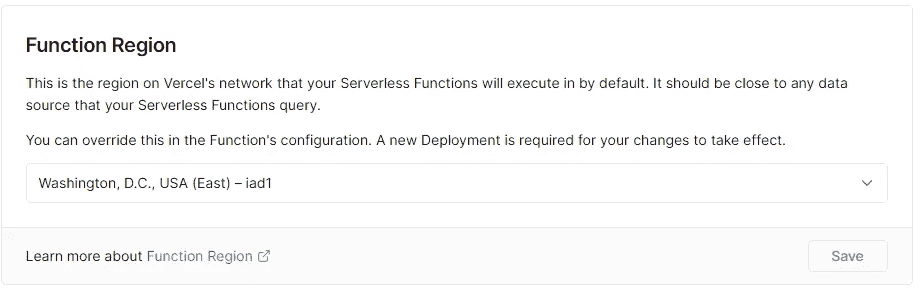 Function Region
This is the region on Vercel's network that your Serverless Functions will execute in by default. It should be close to any data
source that your Serverless Functions query.
You can override this in the Function's configuration. A new Deployment is required for your changes to take effect.
Washington, D.C., USA (East) – iad1
Learn more about Function Region
Save